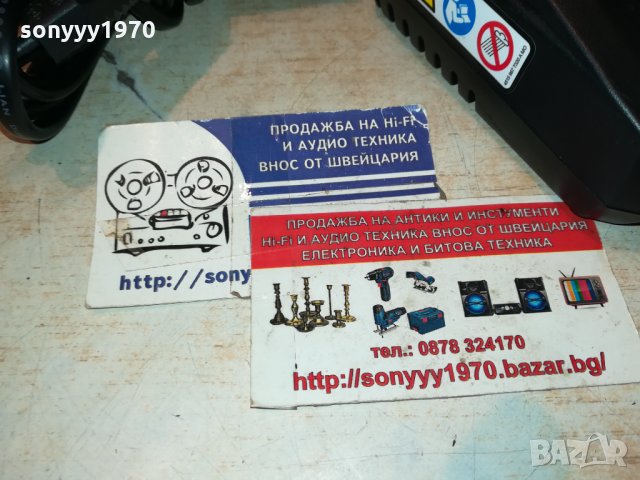 sonyyy1970
ПРОДАЖБА НА Hi-Fi
И АУДИО ТЕХНИКА
ВНОС ОТ ШВЕЙЦАРИЯ
http://sony
ПРОДАЖБА НА АНТИКИ И ИНСТУМЕНТИ
Hi-Fi И АУДИО ТЕХНИКА ВНОС ОТ ШВЕЙЦАРИЯ
ЕЛЕКТРОНИКА И БИТОВА ТЕХНИКА
тел.: 0878 324170
http://sonyyy1970.bazar.bg/
BAZAR